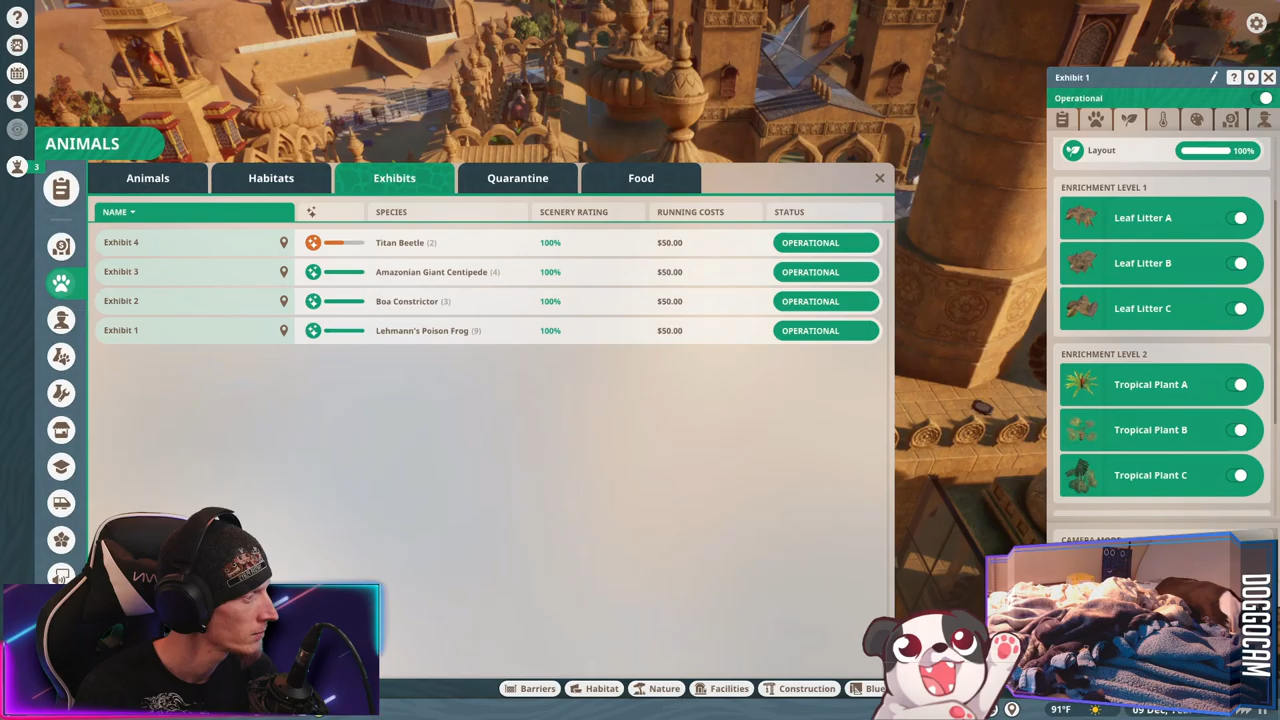 Exhibit 1
Operational
3
ANIMALS
Animals
Habitats
Exhibits
Quarantine
Food
Layout
100%
ENRICHMENT LEVEL 1
Leaf Litter A
Leaf Litter B
Leaf Litter C
ENRICHMENT LEVEL 2
Tropical Plant A
Tropical Plant B
Tropical Plant C
NAME
SPECIES
SCENERY RATING
RUNNING COSTS
STATUS
Exhibit 4 Titan Beetle (2) 100% $50.00 OPERATIONAL
Exhibit 3 Amazonian Giant Centipede (4) 100% $50.00 OPERATIONAL
Exhibit 2 Boa Constrictor (3) 100% $50.00 OPERATIONAL
Exhibit 1 Lehmann's Poison Frog (9) 100% $50.00 OPERATIONAL
DOGGOCAM
Barriers
Habitat
Nature
Facilities
Construction
Blue
91°F
09 Dec,